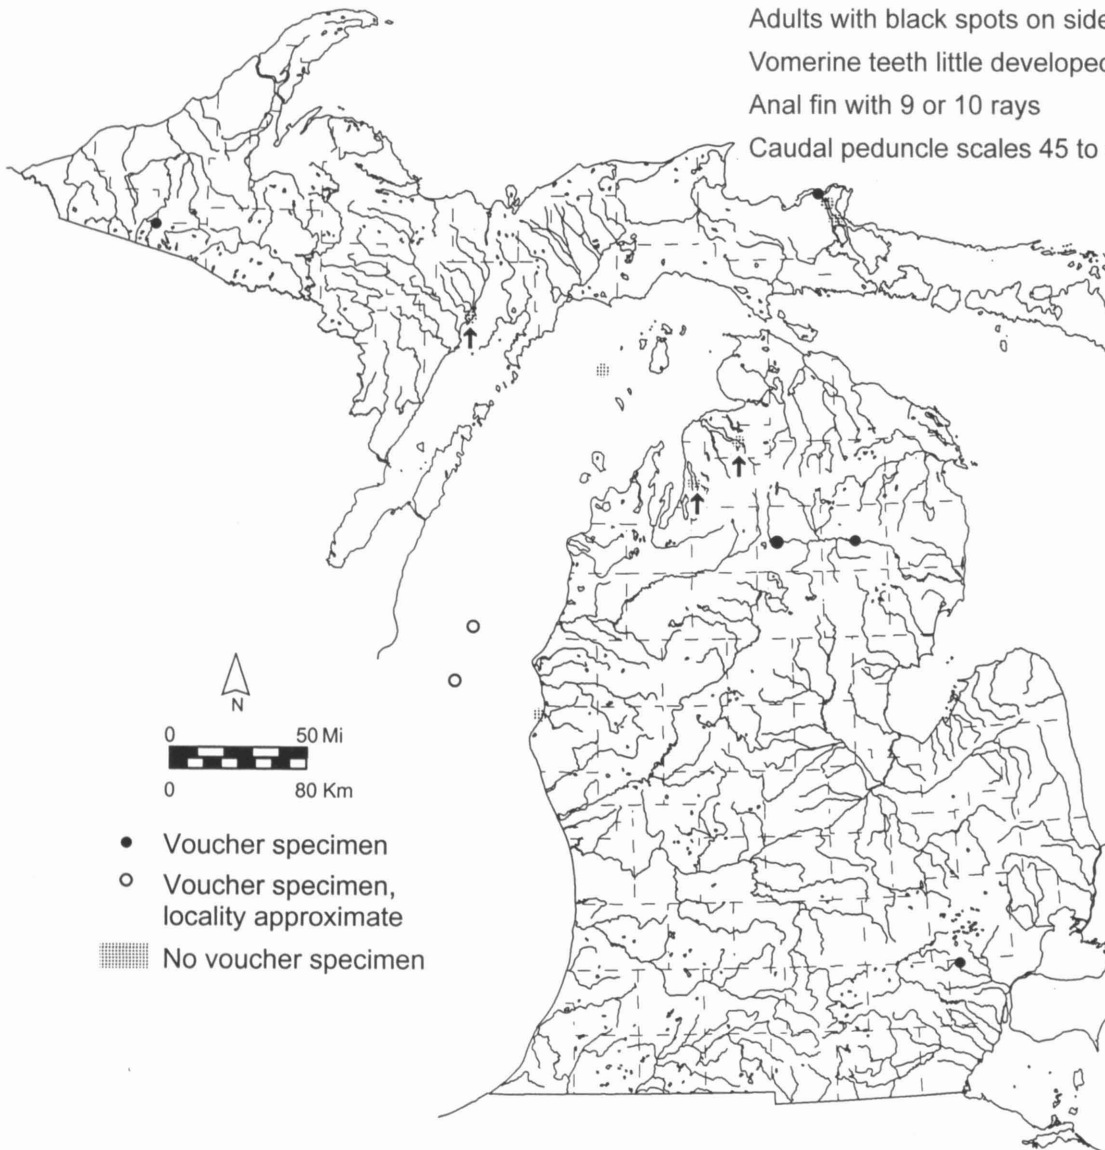 Adults with black spots on side
Vomerine teeth little developed
Anal fin with 9 or 10 rays
Caudal peduncle scales 45 to
N
0 50 Mi
0 80 Km
Voucher specimen
Voucher specimen,
locality approximate
No voucher specimen